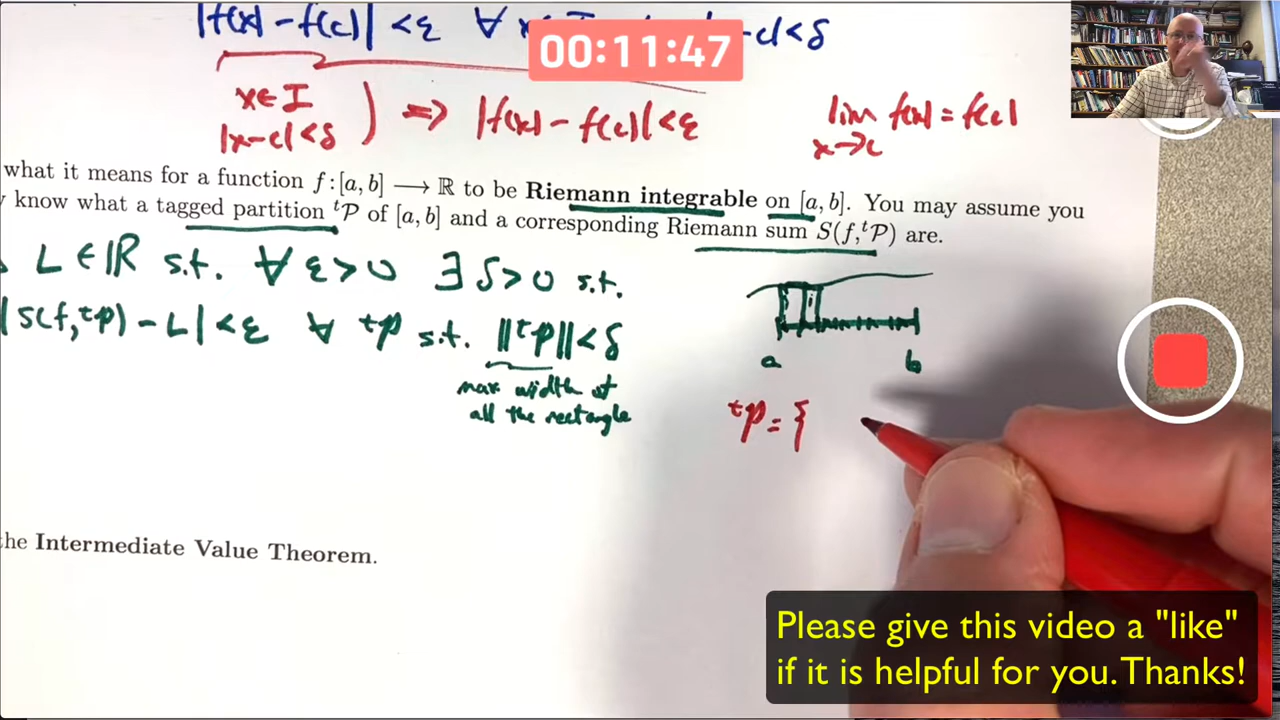 |f(x) - f(c)| < ε ∀ x - c| < δ
00:11:47
x ∈ I
|x - c| < δ ) ⇒ |f(x) - f(c)| < ε
lim f(x) = f(c)
x → c
what it means for a function f : [a, b] ⟶ ℝ to be Riemann integrable on [a, b]. You may assume you
know what a tagged partition ᵗP of [a, b] and a corresponding Riemann sum S(f, ᵗP) are.
L ∈ ℝ s.t. ∀ ε > 0 ∃ δ > 0 s.t.
|S(f, ᵗP) - L| < ε ∀ ᵗP s.t. ||ᵗP|| < δ
max width of
all the rectangle
a b
ᵗP = {
the Intermediate Value Theorem.
Please give this video a "like"
if it is helpful for you. Thanks!